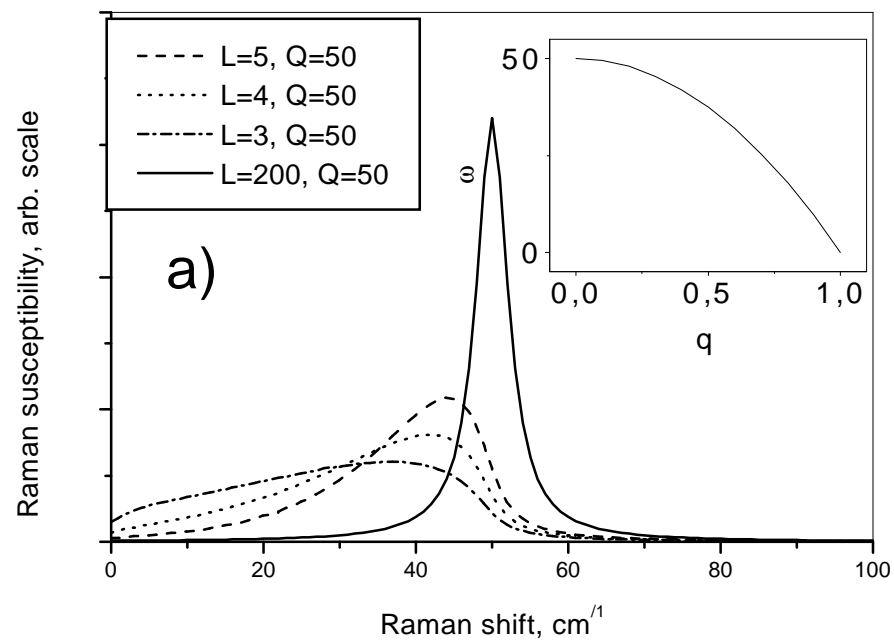 L=5, Q=50
L=4, Q=50
L=3, Q=50
L=200, Q=50
a)
ω
50
0
0,0 0,5 1,0
q
Raman susceptibility, arb. scale
0 20 40 60 80 100
Raman shift, cm/1